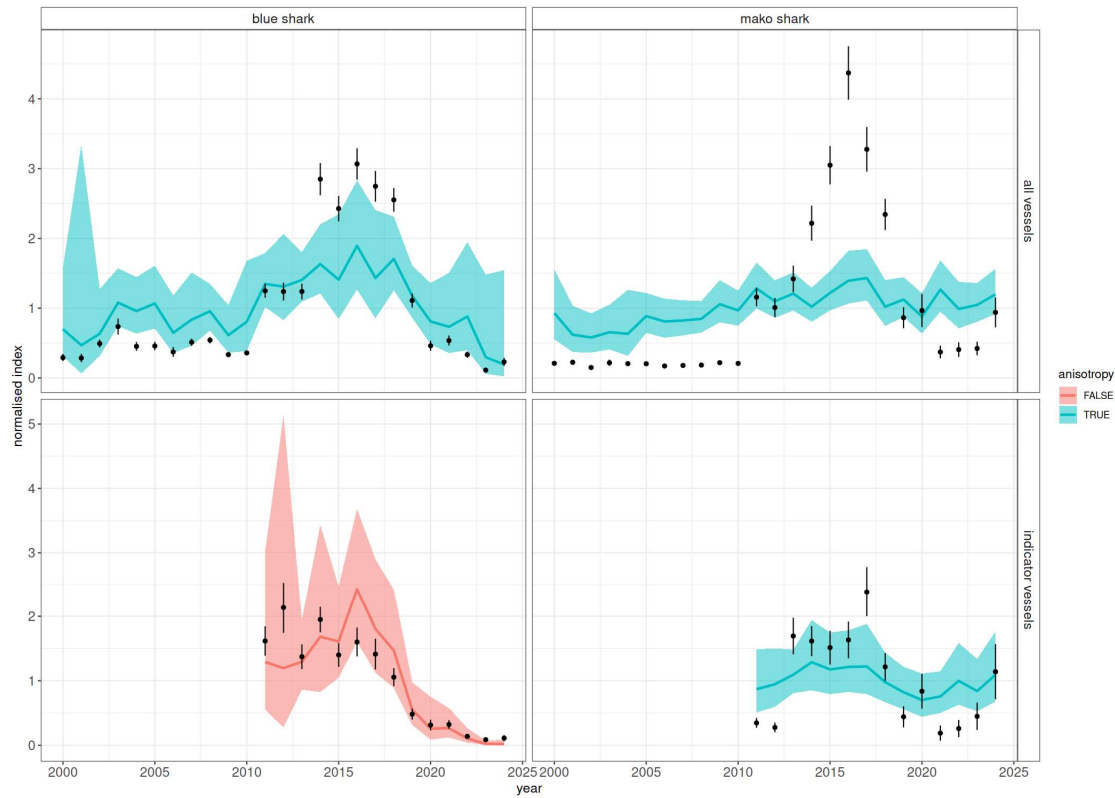 blue shark
mako shark
4
3
2
1
0
all vessels
normalised index
anisotropy
FALSE
TRUE
5
4
3
2
1
0
indicator vessels
2000
2005
2010
2015
2020
2025
2000
2005
2010
2015
2020
2025
year